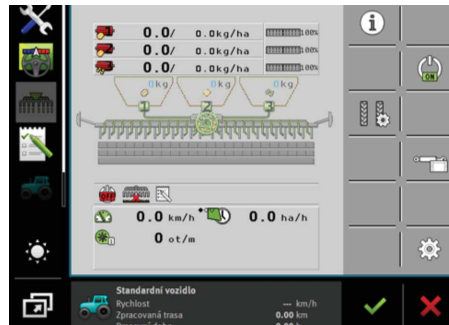 0.0/ 0.0kg/ha 100%
0.0/ 0.0kg/ha 100%
0.0/ 0.0kg/ha 100%
0kg 0kg 0kg
1 2 3
0.0 km/h 0.0 ha/h
1 0 ot/m
i
ON
Standardní vozidlo
Rychlost --- km/h
Zpracovaná trasa 0.00 km